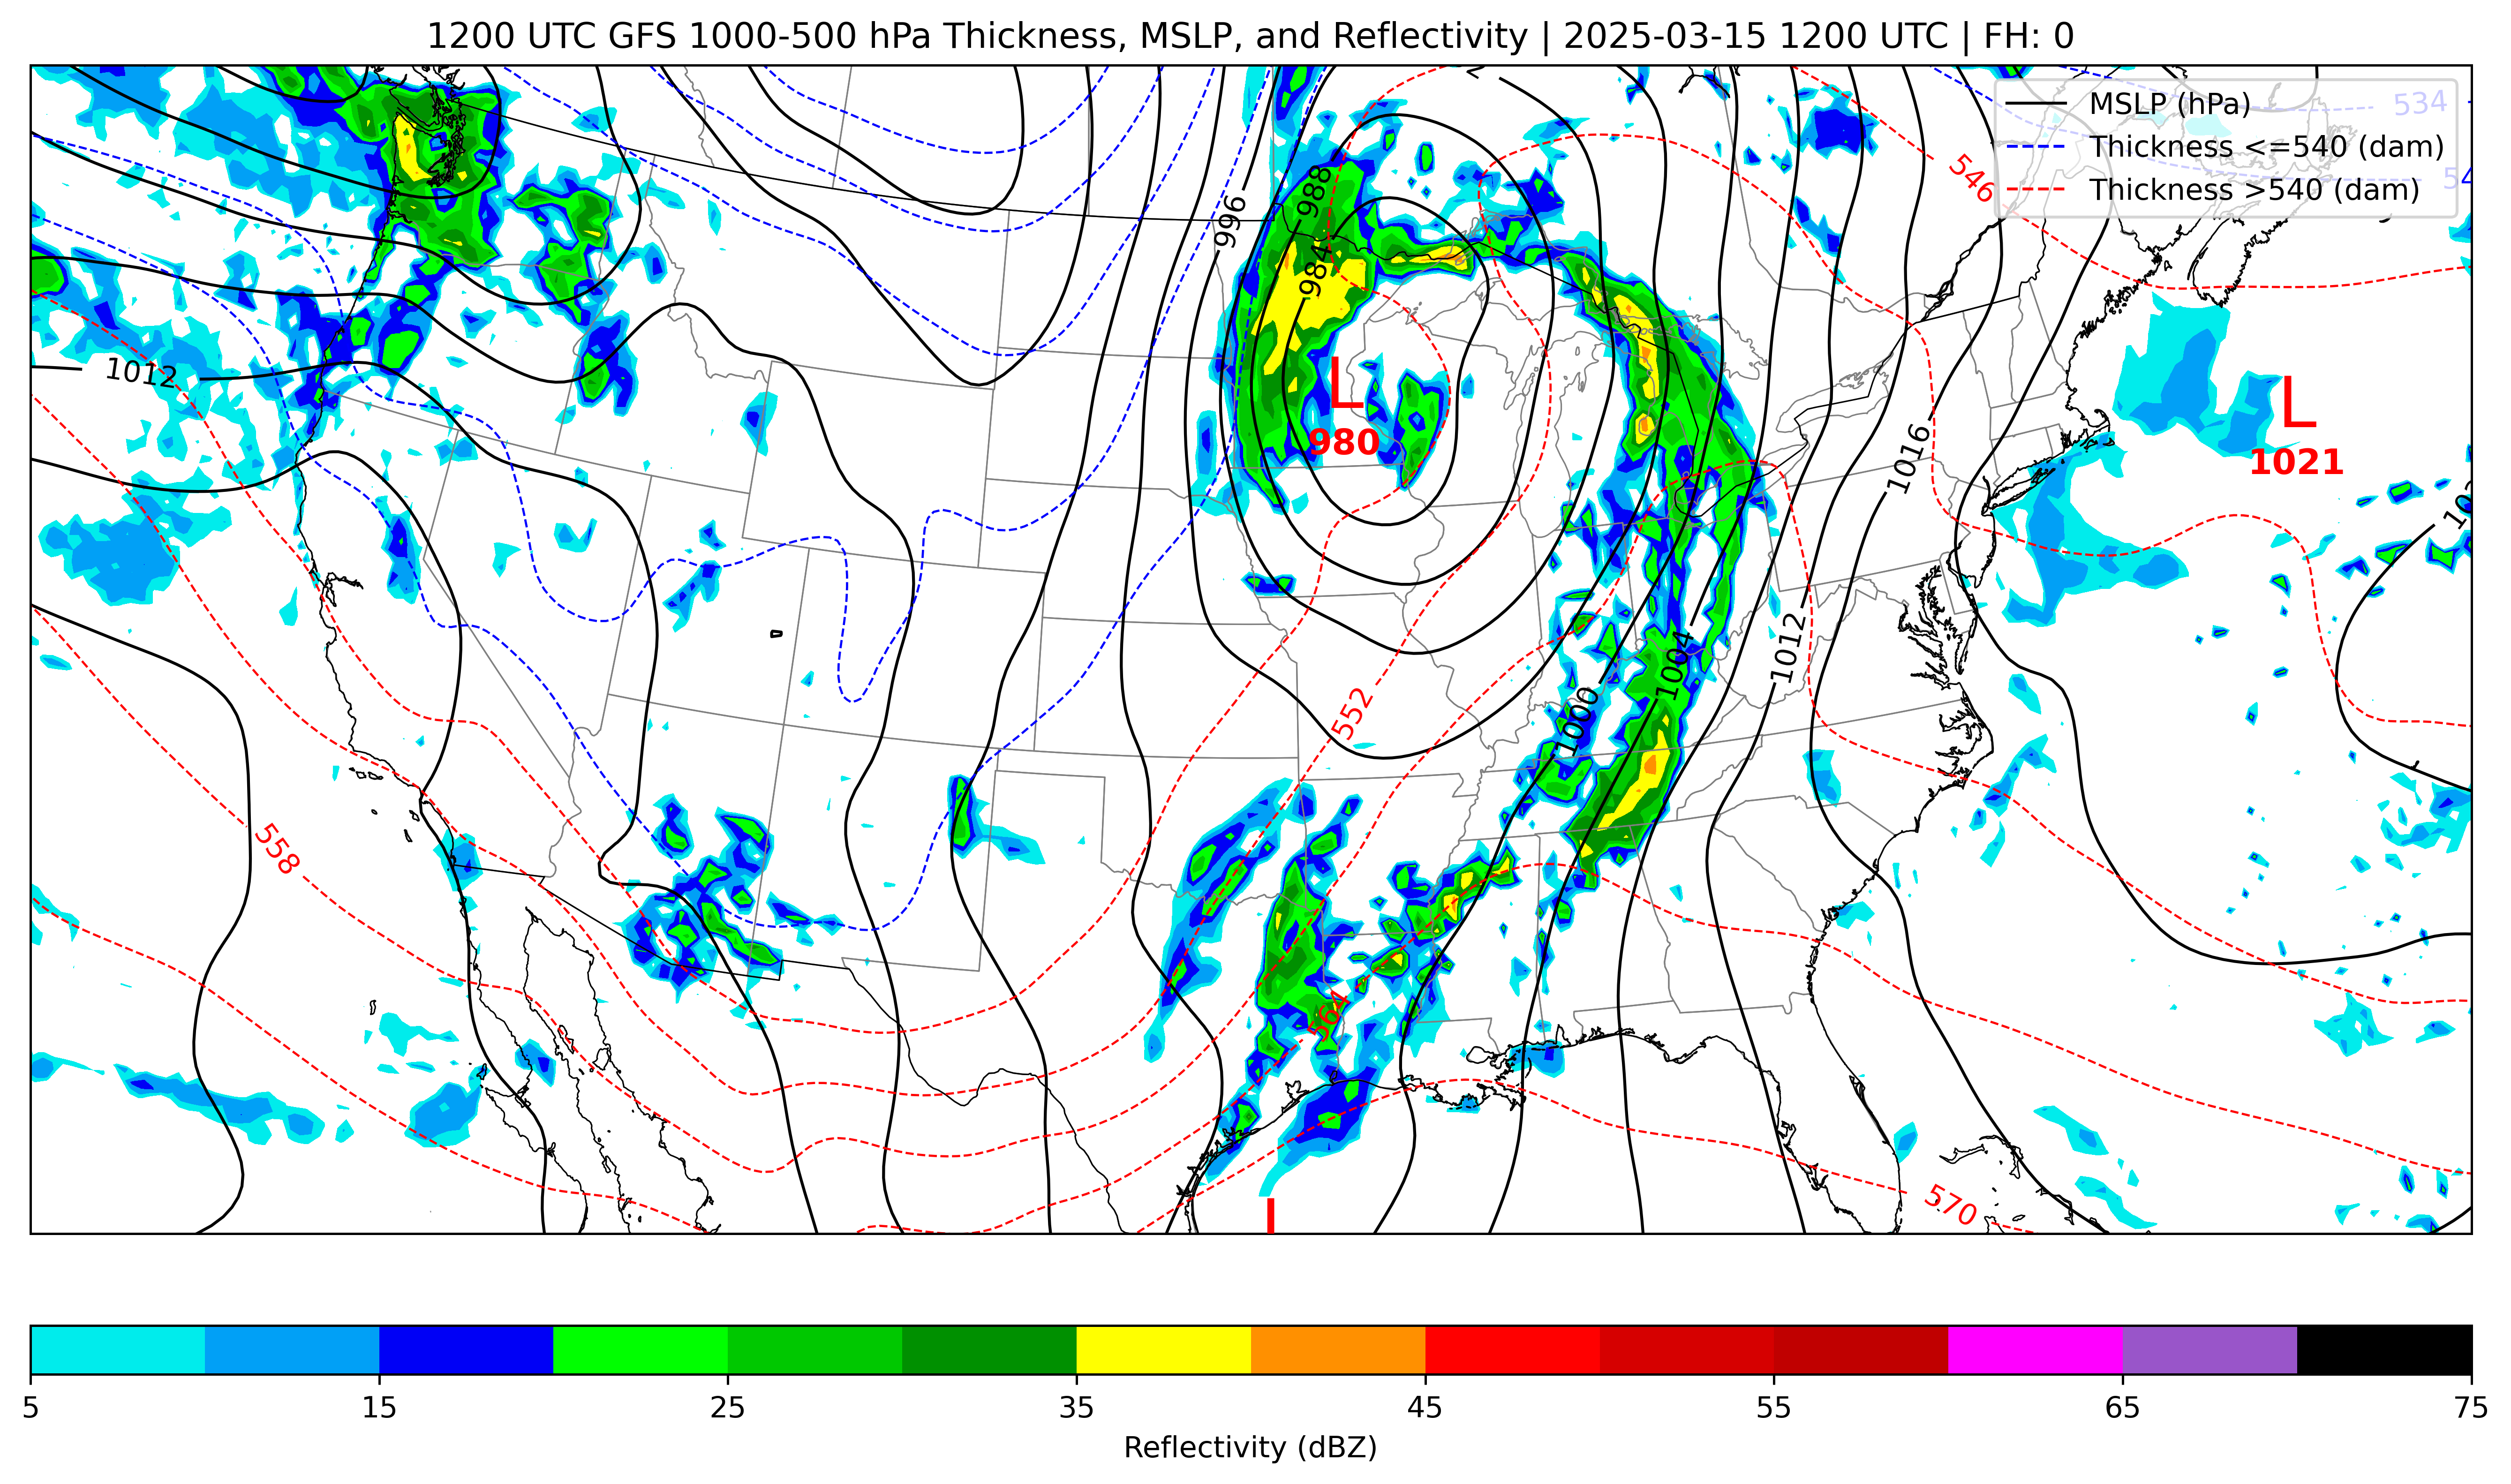 1200 UTC GFS 1000-500 hPa Thickness, MSLP, and Reflectivity | 2025-03-15 1200 UTC | FH: 0
MSLP (hPa)
Thickness <=540 (dam)
Thickness >540 (dam)
534
546
988
996
984
1012
L
980
L
1021
1016
1012
1004
1000
552
558
564
570
L
5 15 25 35 45 55 65 75
Reflectivity (dBZ)